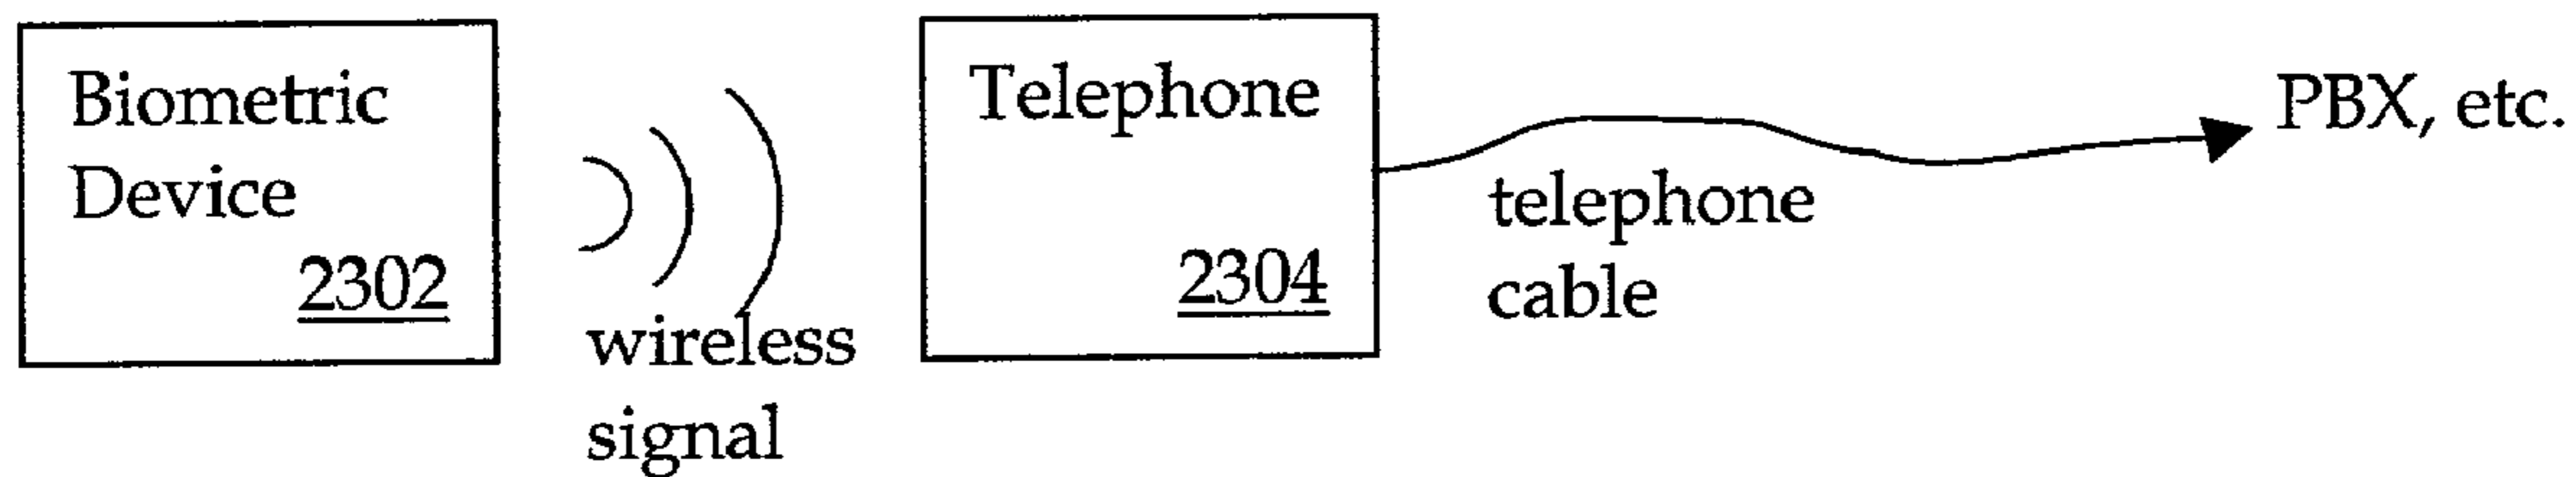 Biometric
Device
2302
wireless
signal
Telephone
2304
telephone
cable
PBX, etc.